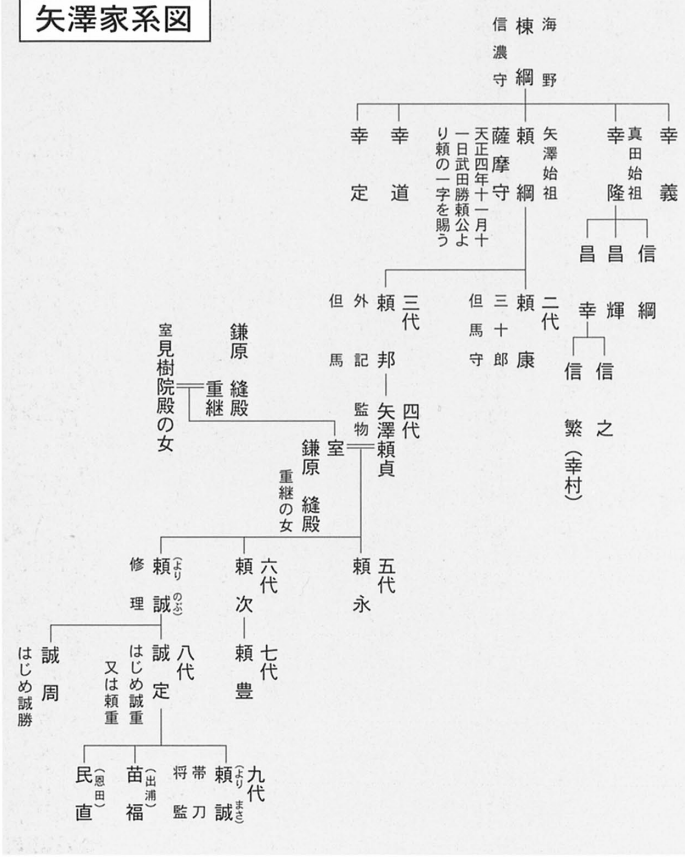 矢澤家系図
海野
棟綱
信濃守
幸義
真田始祖
幸隆
信綱
昌輝
昌幸
信之
信繁(幸村)
矢澤始祖
頼綱
薩摩守
天正四年十一月十
一日武田勝頼公よ
り頼の一字を賜う
幸道
幸定
二代
頼康
三十郎
但馬守
三代
頼邦
外記
但馬
四代
矢澤頼貞
監物
室
鎌原 縫殿
重継の女
鎌原 縫殿
重継
室見樹院殿の女
五代
頼永
六代
頼次
七代
頼豊
頼誠
(より のぶ)
修理
八代
誠定
はじめ誠重
又は頼重
誠周
はじめ誠勝
九代
頼誠
(より まさ)
帯刀
将監
苗福
(出浦)
民直
(恩田)